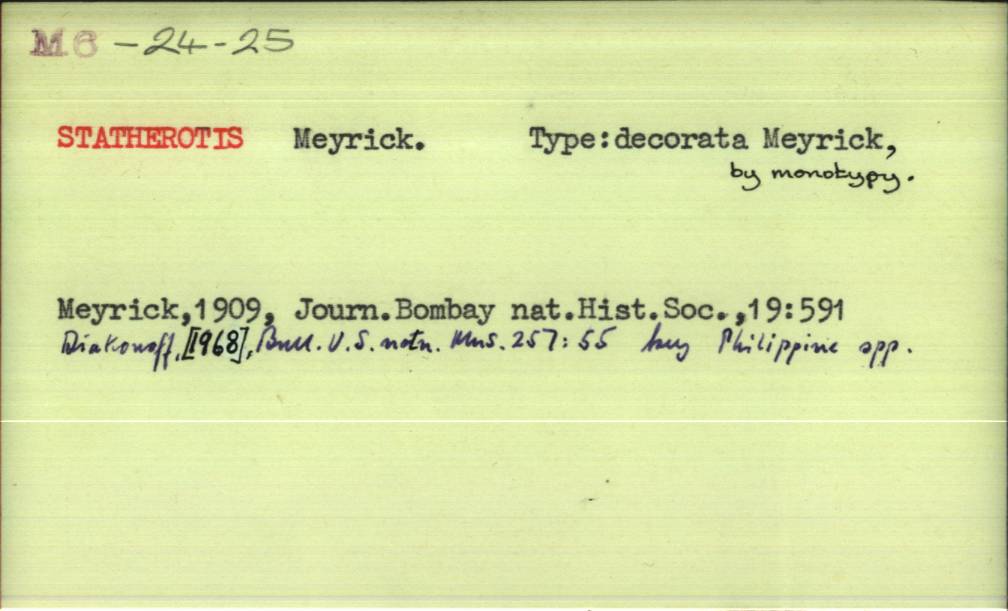 M6 -24-25
STATHEROTIS Meyrick. Type:decorata Meyrick,
by monotypy.
Meyrick,1909, Journ.Bombay nat.Hist.Soc.,19:591
Diakonoff, [1968], Bull. U.S. natn. Mus. 257: 55 key Philippine spp.